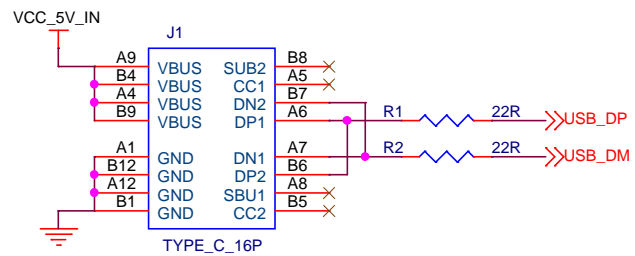 VCC_5V_IN
J1
A9 VBUS SUB2 B8
B4 VBUS CC1 A5
A4 VBUS DN2 B7
B9 VBUS DP1 A6 R1 22R USB_DP
A1 GND DN1 A7 R2 22R USB_DM
B12 GND DP2 B6
A12 GND SBU1 A8
B1 GND CC2 B5
TYPE_C_16P